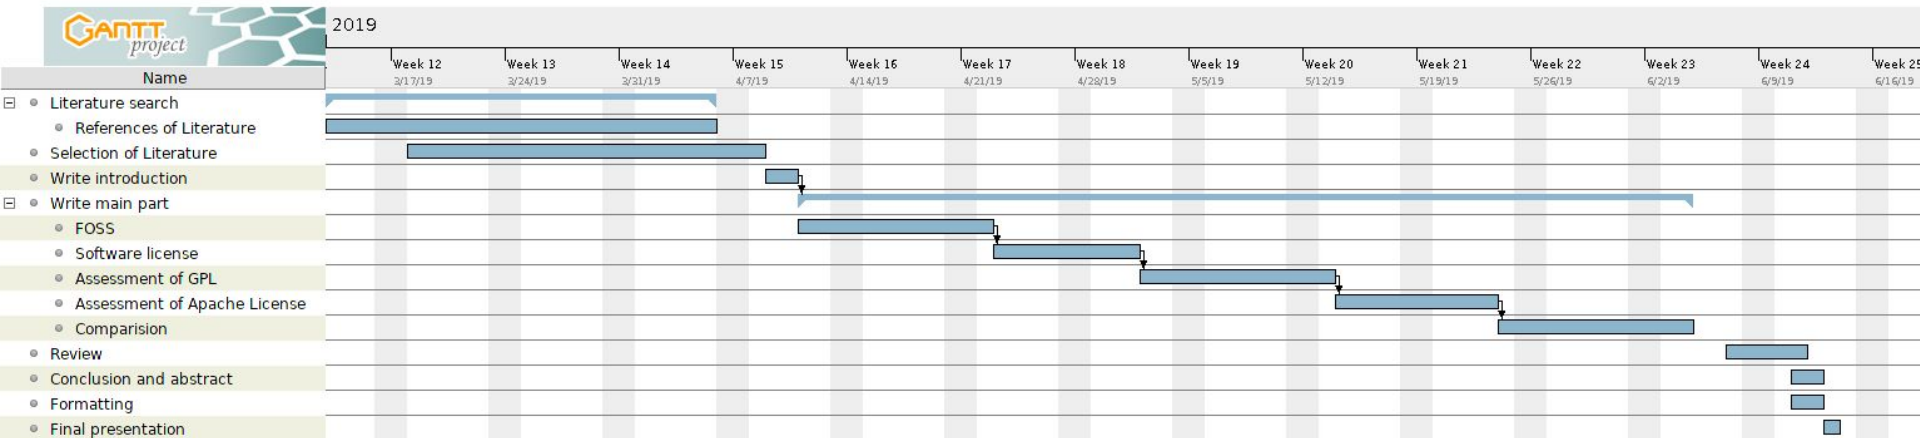 GANTT
project
2019
Name
Week 12 Week 13 Week 14 Week 15 Week 16 Week 17 Week 18 Week 19 Week 20 Week 21 Week 22 Week 23 Week 24 Week 25
3/17/19 3/24/19 3/31/19 4/7/19 4/14/19 4/21/19 4/28/19 5/5/19 5/12/19 5/19/19 5/26/19 6/2/19 6/9/19 6/16/19
Literature search
References of Literature
Selection of Literature
Write introduction
Write main part
FOSS
Software license
Assessment of GPL
Assessment of Apache License
Comparision
Review
Conclusion and abstract
Formatting
Final presentation